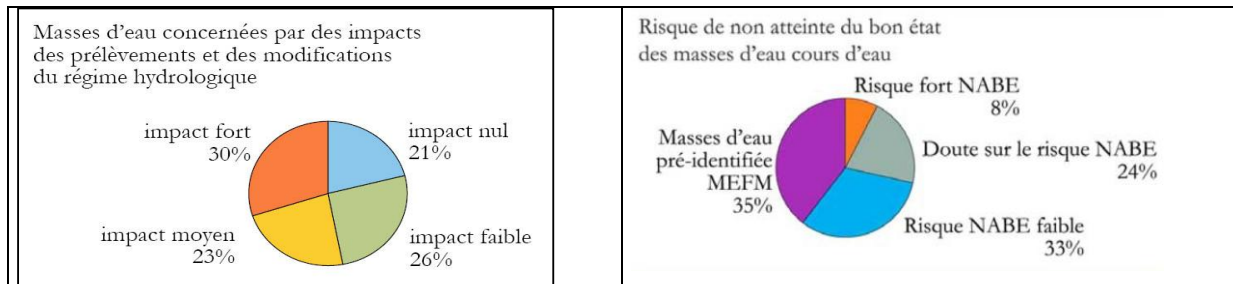 Masses d'eau concernées par des impacts
des prélèvements et des modifications
du régime hydrologique
impact fort
30%
impact nul
21%
impact moyen
23%
impact faible
26%
Risque de non atteinte du bon état
des masses d'eau cours d'eau
Risque fort NABE
8%
Masses d'eau
pré-identifiée
MEFM
35%
Doute sur le risque NABE
24%
Risque NABE faible
33%